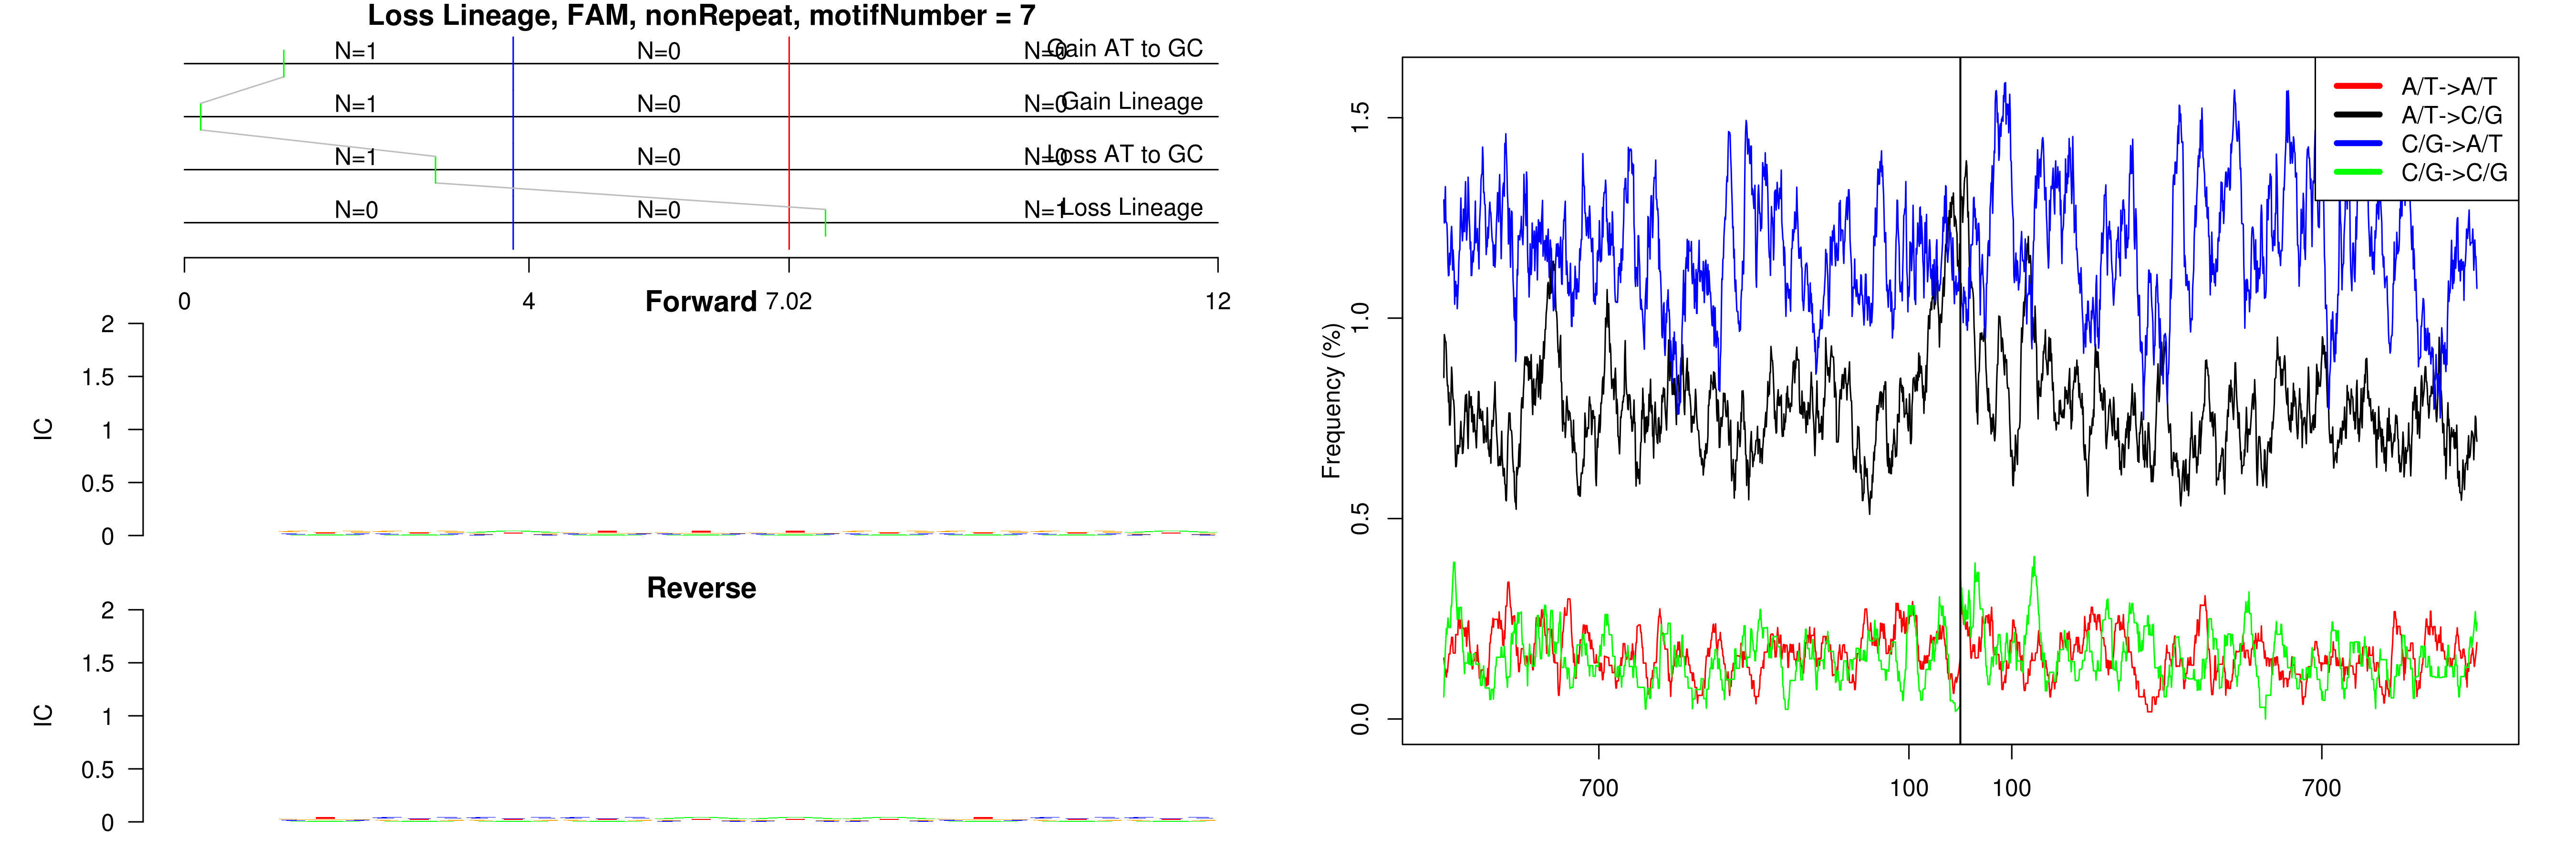 Loss Lineage, FAM, nonRepeat, motifNumber = 7
N=1 N=0 N=0 Gain AT to GC
N=1 N=0 N=0 Gain Lineage
N=1 N=0 N=0 Loss AT to GC
N=0 N=0 N=1 Loss Lineage
0 4 7.02 12
Forward
2
1.5
1
0.5
0
IC
Reverse
2
1.5
1
0.5
0
IC
A/T->A/T
A/T->C/G
C/G->A/T
C/G->C/G
Frequency (%)
1.5
1.0
0.5
0.0
700 100 100 700